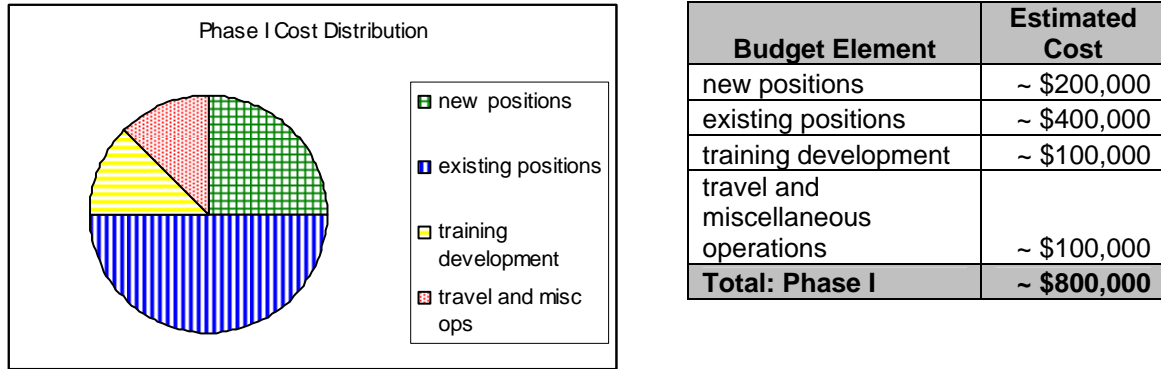 Phase I Cost Distribution
new positions
existing positions
training
development
travel and misc
ops
Budget Element
Estimated
Cost
new positions
~ $200,000
existing positions
~ $400,000
training development
~ $100,000
travel and
miscellaneous
operations
~ $100,000
Total: Phase I
~ $800,000